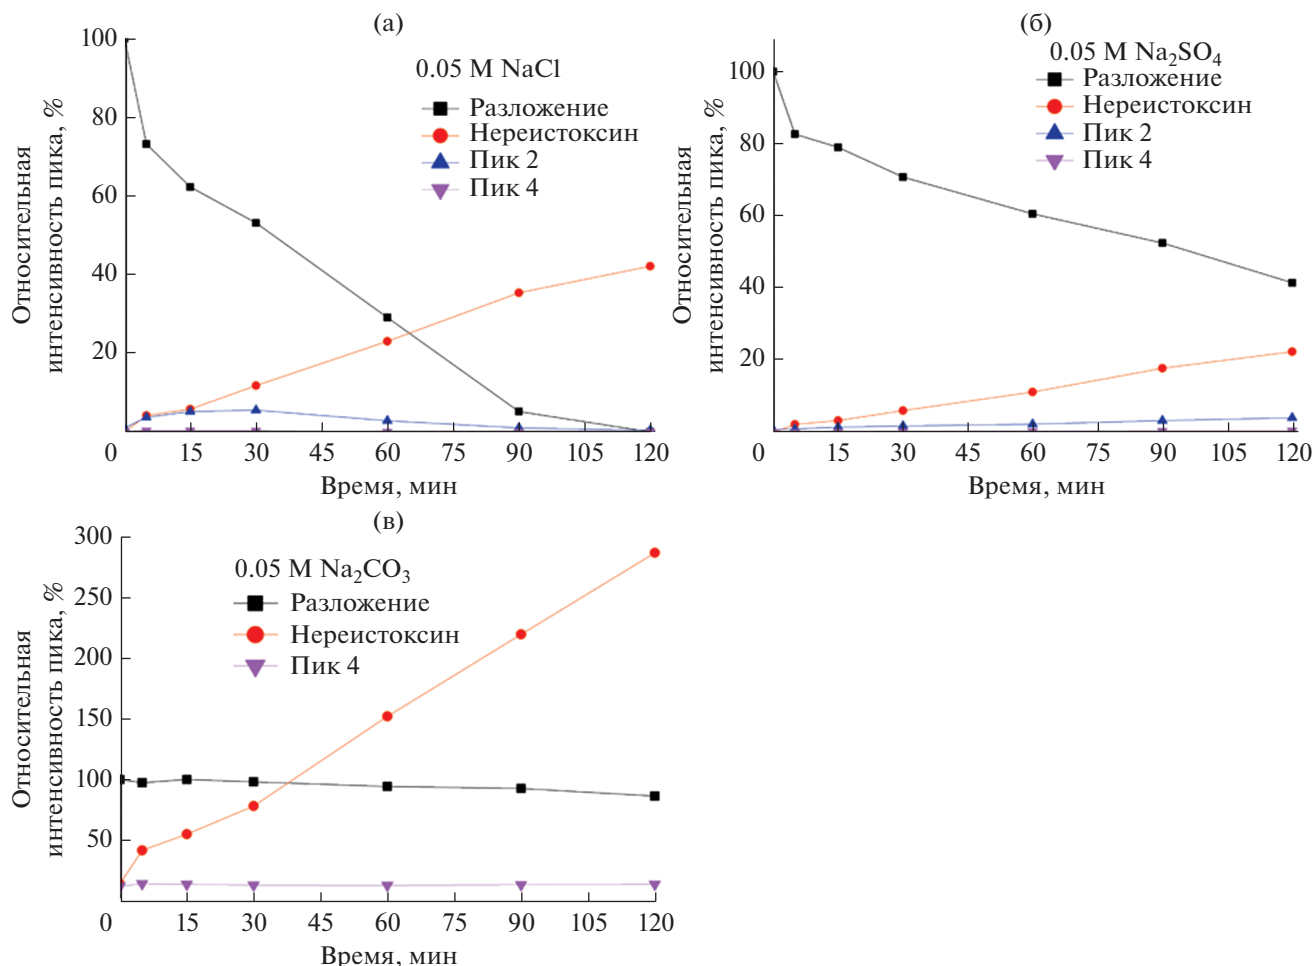 (а)
0.05 М NaCl
Разложение
Нереистоксин
Пик 2
Пик 4
Относительная
интенсивность пика, %
100
80
60
40
20
0
15
30
45
60
75
90
105
120
Время, мин
(б)
0.05 М Na₂SO₄
Разложение
Нереистоксин
Пик 2
Пик 4
Относительная
интенсивность пика, %
100
80
60
40
20
0
15
30
45
60
75
90
105
120
Время, мин
(в)
0.05 М Na₂CO₃
Разложение
Нереистоксин
Пик 4
Относительная
интенсивность пика, %
300
250
200
150
100
50
0
15
30
45
60
75
90
105
120
Время, мин